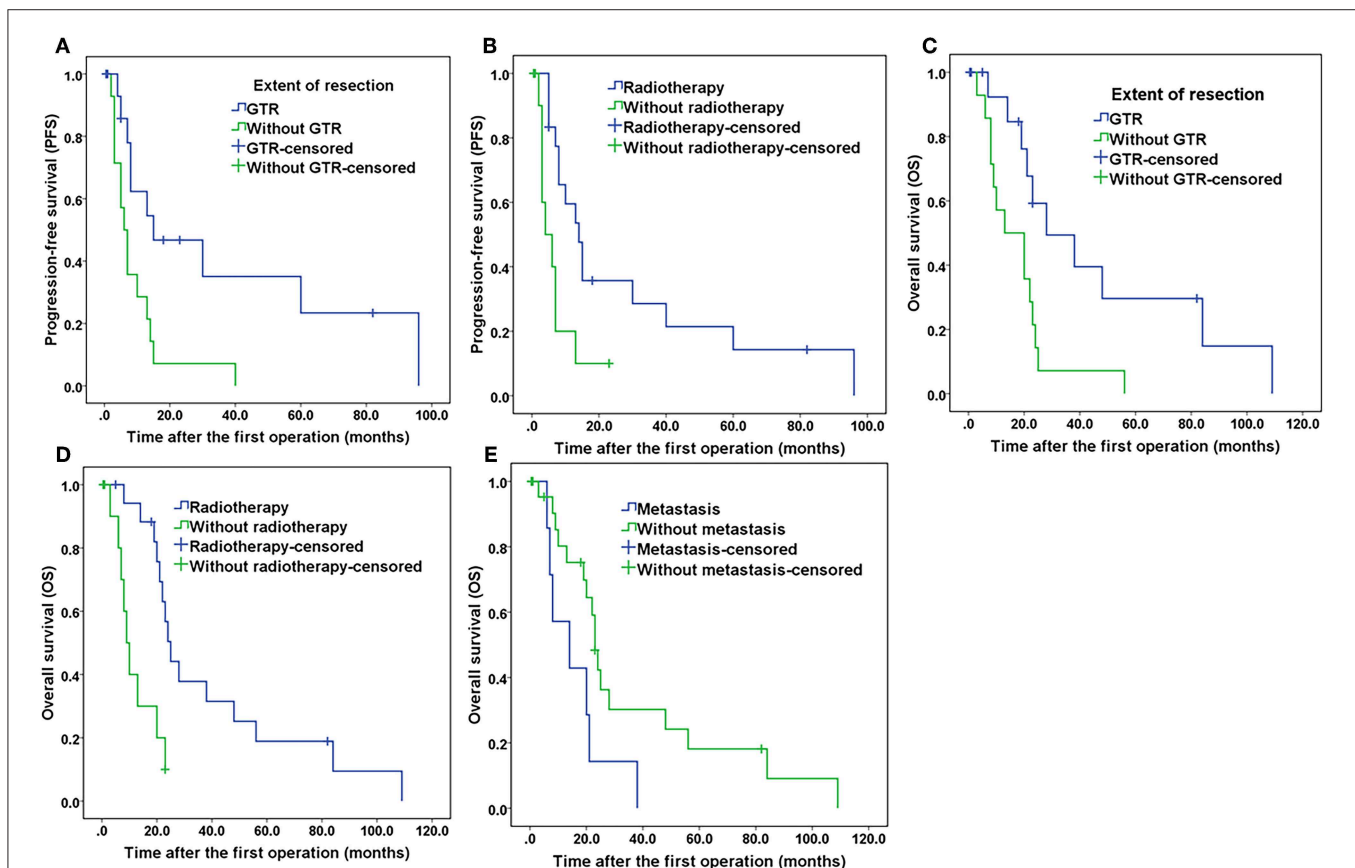 A
Extent of resection
GTR
Without GTR
GTR-censored
Without GTR-censored
Progression-free survival (PFS)
1.0
0.8
0.6
0.4
0.2
0.0
.0 20.0 40.0 60.0 80.0 100.0
Time after the first operation (months)
B
Radiotherapy
Without radiotherapy
Radiotherapy-censored
Without radiotherapy-censored
Progression-free survival (PFS)
1.0
0.8
0.6
0.4
0.2
0.0
.0 20.0 40.0 60.0 80.0 100.0
Time after the first operation (months)
C
Extent of resection
GTR
Without GTR
GTR-censored
Without GTR-censored
Overall survival (OS)
1.0
0.8
0.6
0.4
0.2
0.0
.0 20.0 40.0 60.0 80.0 100.0 120.0
Time after the first operation (months)
D
Radiotherapy
Without radiotherapy
Radiotherapy-censored
Without radiotherapy-censored
Overall survival (OS)
1.0
0.8
0.6
0.4
0.2
0.0
.0 20.0 40.0 60.0 80.0 100.0 120.0
Time after the first operation (months)
E
Metastasis
Without metastasis
Metastasis-censored
Without metastasis-censored
Overall survival (OS)
1.0
0.8
0.6
0.4
0.2
0.0
.0 20.0 40.0 60.0 80.0 100.0 120.0
Time after the first operation (months)